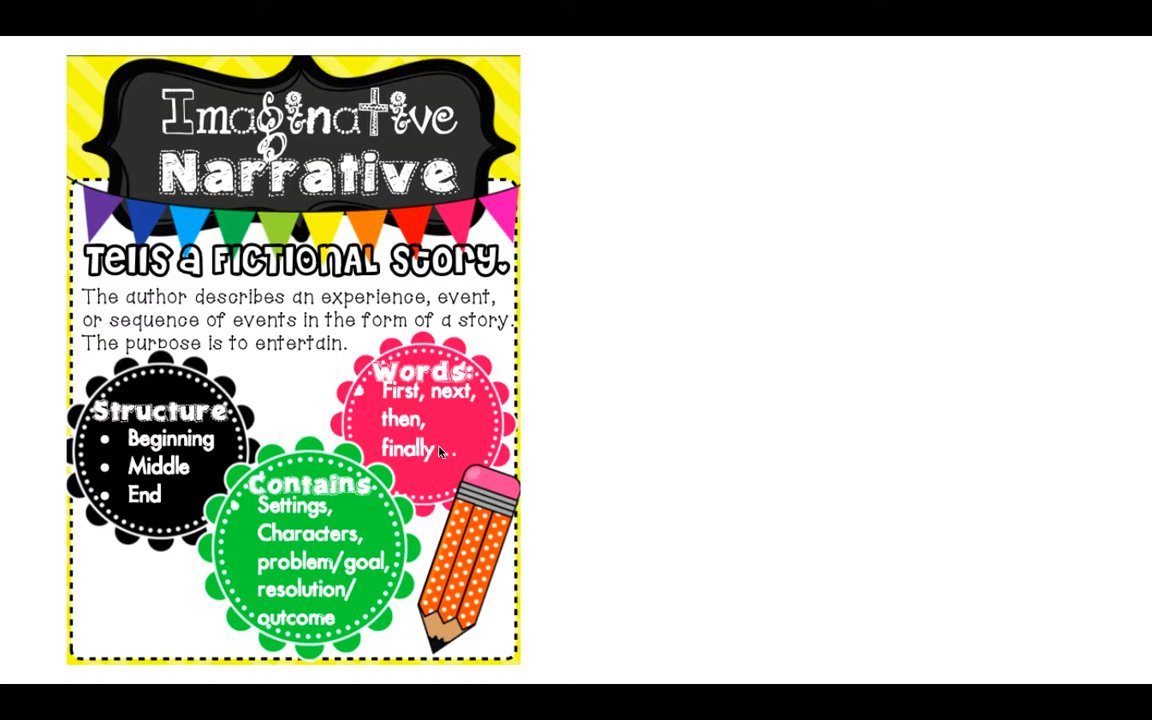 Imaginative
Narrative
Tells a Fictional Story.
The author describes an experience, event,
or sequence of events in the form of a story.
The purpose is to entertain.
Structure
• Beginning
• Middle
• End
Contains
• Settings,
Characters,
problem/goal,
resolution/
outcome
Words:
• First, next,
then,
finally...